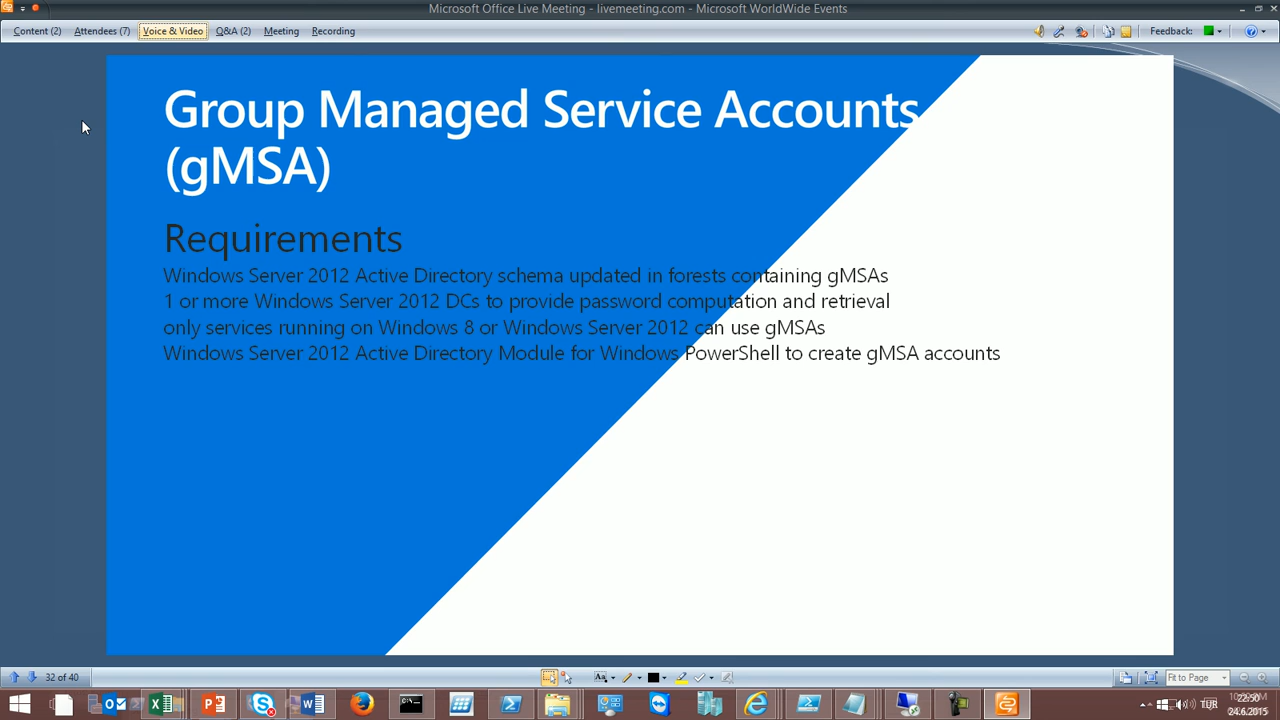 Microsoft Office Live Meeting - livemeeting.com - Microsoft WorldWide Events
Content (2) Attendees (7) Voice & Video Q&A (2) Meeting Recording Feedback:
Group Managed Service Accounts
(gMSA)
Requirements
Windows Server 2012 Active Directory schema updated in forests containing gMSAs
1 or more Windows Server 2012 DCs to provide password computation and retrieval
only services running on Windows 8 or Windows Server 2012 can use gMSAs
Windows Server 2012 Active Directory Module for Windows PowerShell to create gMSA accounts
32 of 40 Aa Fit to Page
TUR 22:50
24.6.2015